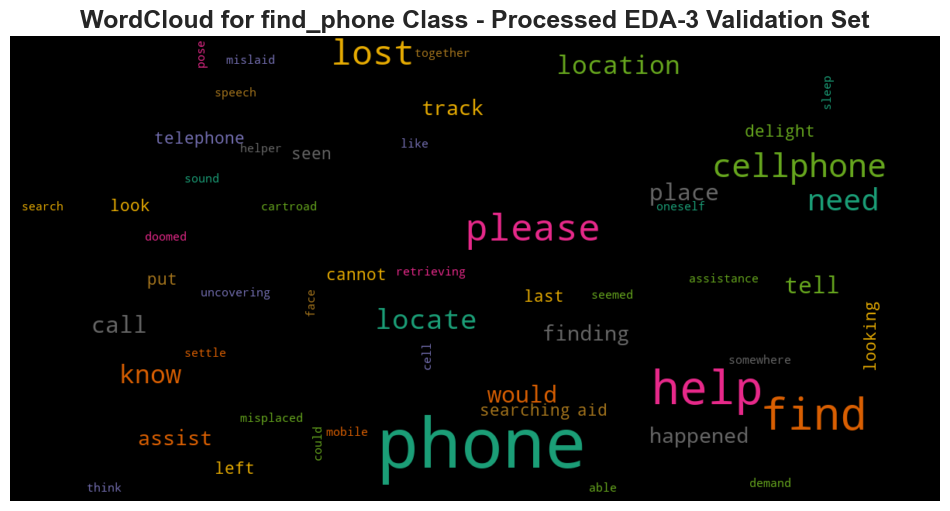 WordCloud for find_phone Class - Processed EDA-3 Validation Set
pose
mislaid
lost
together
location
speech
track
sleep
telephone
helper
seen
like
delight
cellphone
sound
place
need
search
look
cartroad
oneself
doomed
please
put
cannot
retrieving
assistance
tell
uncovering
face
last
seemed
call
locate
finding
looking
settle
cell
somewhere
know
would
help
find
searching
aid
misplaced
could
mobile
assist
phone
happened
left
think
able
demand